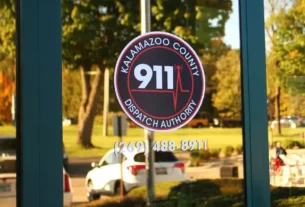 KALAMAZOO COUNTY
911
DISPATCH AUTHORITY
(269) 488-8911